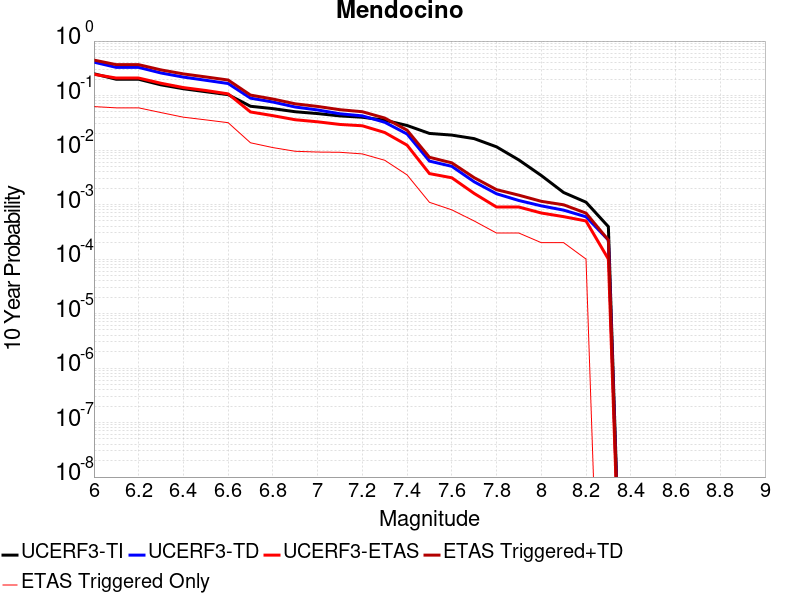 Mendocino
10 0
10 -1
10 -2
10 -3
10 -4
10 -5
10 -6
10 -7
10 -8
10 Year Probability
6 6.2 6.4 6.6 6.8 7 7.2 7.4 7.6 7.8 8 8.2 8.4 8.6 8.8 9
Magnitude
UCERF3-TI UCERF3-TD UCERF3-ETAS ETAS Triggered+TD
ETAS Triggered Only